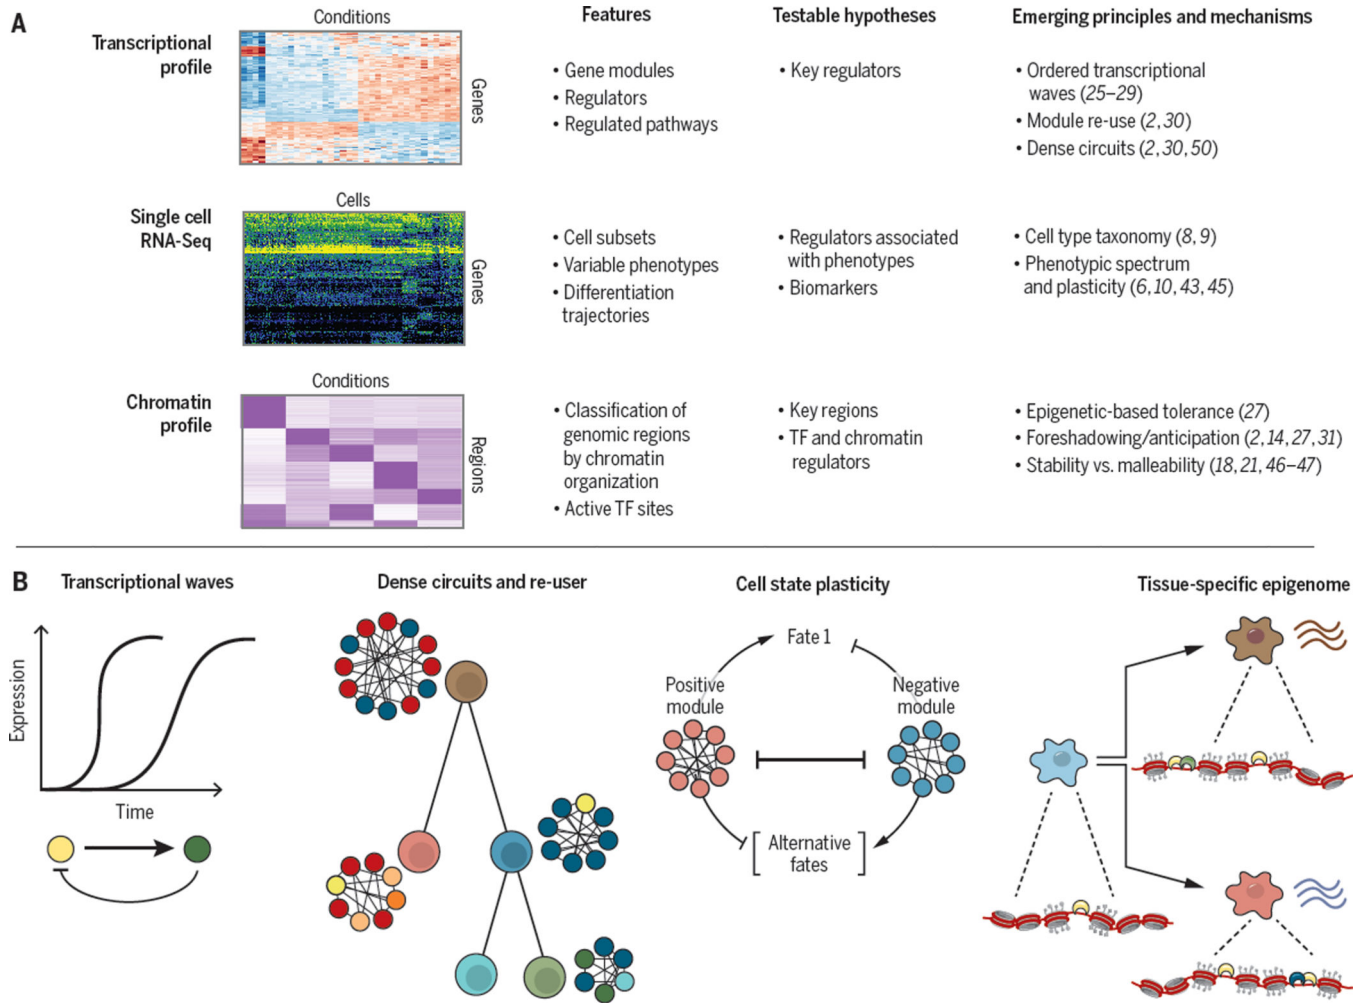 A
Conditions
Features
Testable hypotheses
Emerging principles and mechanisms
Transcriptional
profile
Genes
• Gene modules
• Regulators
• Regulated pathways
• Key regulators
• Ordered transcriptional
waves (25–29)
• Module re-use (2, 30)
• Dense circuits (2, 30, 50)
Cells
Single cell
RNA-Seq
Genes
• Cell subsets
• Variable phenotypes
• Differentiation
trajectories
• Regulators associated
with phenotypes
• Biomarkers
• Cell type taxonomy (8, 9)
• Phenotypic spectrum
and plasticity (6, 10, 43, 45)
Conditions
Chromatin
profile
Regions
• Classification of
genomic regions
by chromatin
organization
• Active TF sites
• Key regions
• TF and chromatin
regulators
• Epigenetic-based tolerance (27)
• Foreshadowing/anticipation (2, 14, 27, 31)
• Stability vs. malleability (18, 21, 46–47)
B
Transcriptional waves
Expression
Time
Dense circuits and re-user
Cell state plasticity
Fate 1
Positive
module
Negative
module
Alternative
fates
Tissue-specific epigenome